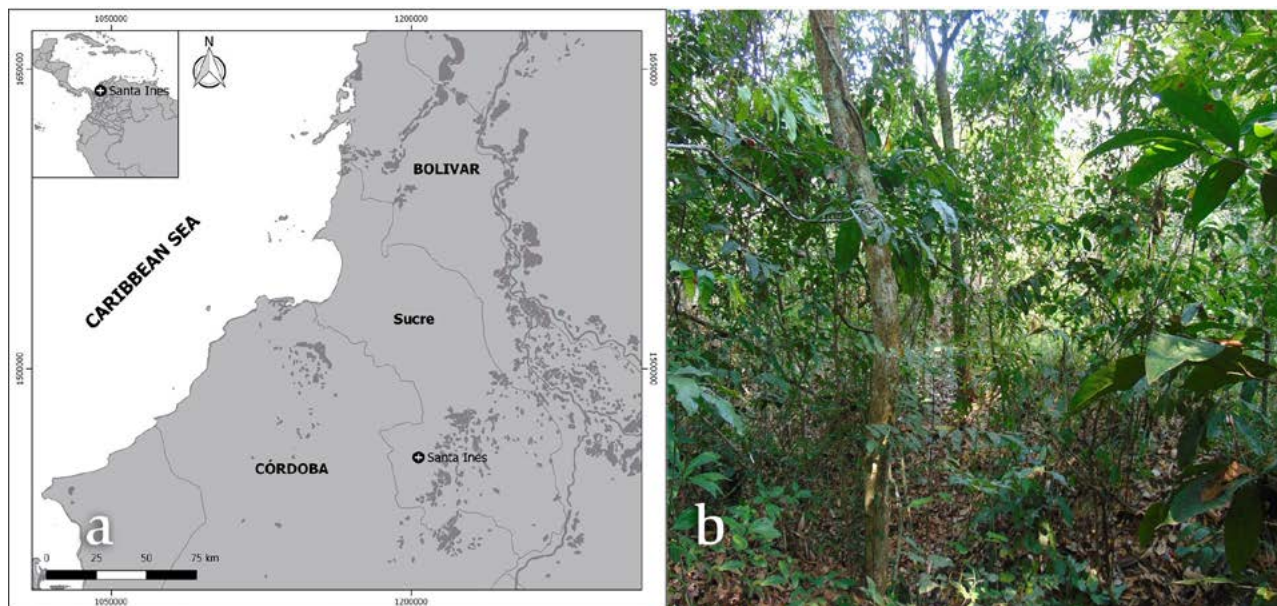 1050000
1200000
N
Santa Ines
1650000
1650000
BOLIVAR
CARIBBEAN SEA
Sucre
1500000
1500000
Santa Ines
CÓRDOBA
a
b
0 25 50 75 km
1050000
1200000